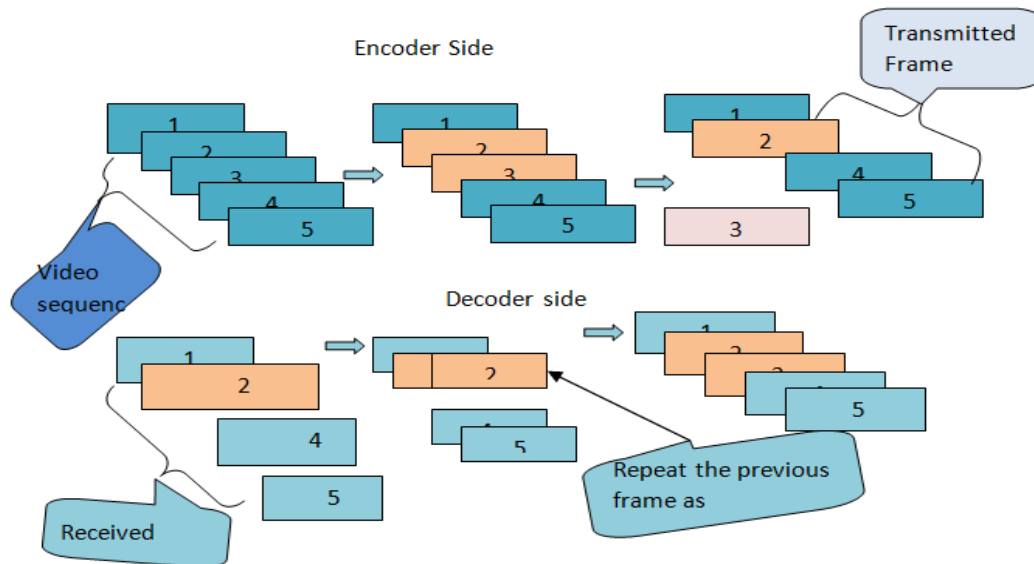 Encoder Side
Transmitted
Frame
1
2
3
4
5
1
2
3
4
5
1
2
4
5
3
Video
sequenc
Decoder side
1
2
4
5
2
5
1
2
5
Repeat the previous
frame as
Received